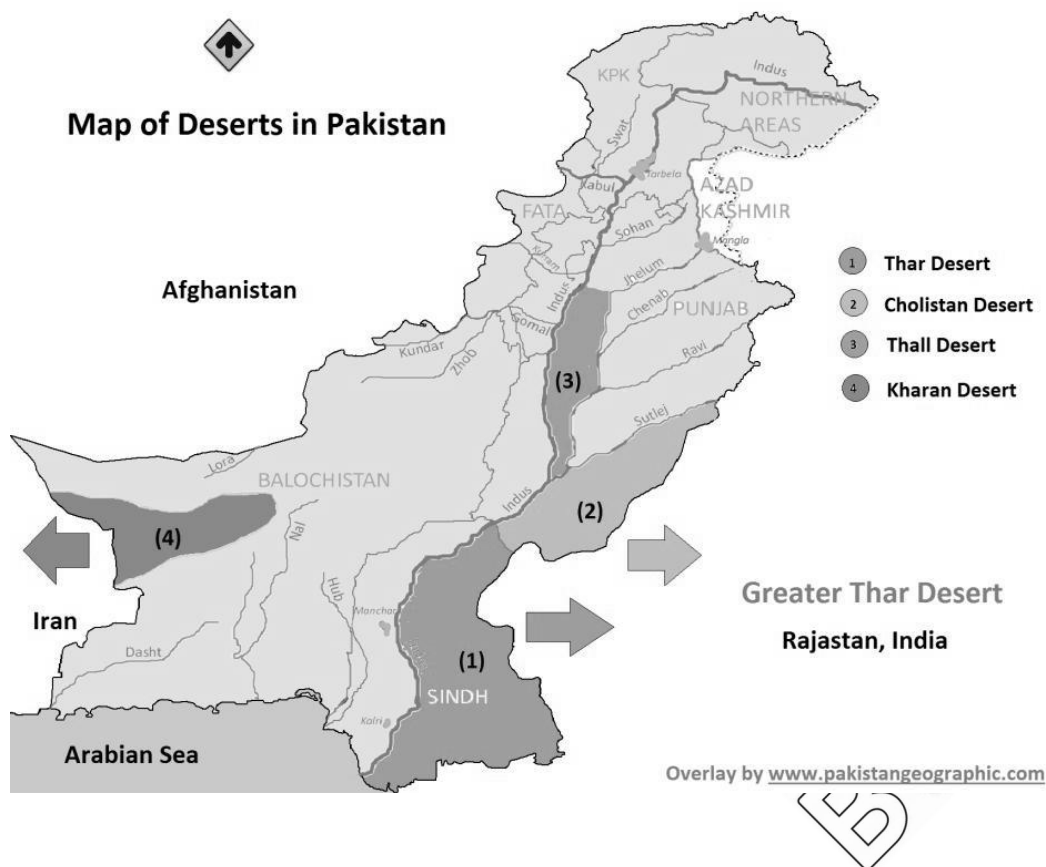 Map of Deserts in Pakistan
KPK
Indus
NORTHERN
AREAS
Swat
Tarbela
Kabul
AZAD
KASHMIR
FATA
Sohan
Mangla
Kurram
Afghanistan
Jhelum
Indus
Chenab
PUNJAB
Gomal
Kundar
Zhob
Ravi
(3)
Sutlej
1 Thar Desert
2 Cholistan Desert
3 Thall Desert
4 Kharan Desert
Lora
BALOCHISTAN
Indus
(2)
(4)
Nal
Hub
Manchar
Iran
Greater Thar Desert
Rajastan, India
Dasht
(1)
SINDH
Kalri
Arabian Sea
Overlay by www.pakistangeographic.com
B